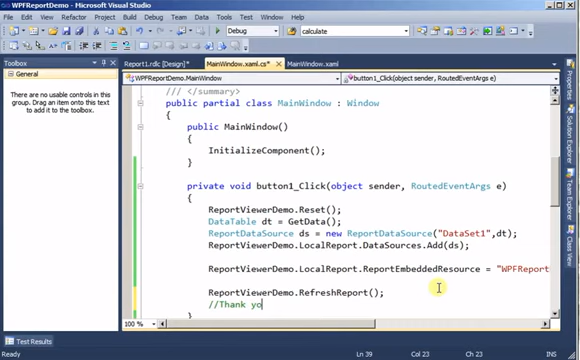 WPFReportDemo - Microsoft Visual Studio
File Edit View Refactor Project Build Debug Data Tools Test Window Help
Debug calculate
Toolbox
Report1.rdlc [Design]* MainWindow.xaml.cs* MainWindow.xaml
General
WPFReportDemo.MainWindow button1_Click(object sender, RoutedEventArgs e)
There are no usable controls in this
group. Drag an item onto this text
to add it to the toolbox.
/// </summary>
public partial class MainWindow : Window
{
public MainWindow()
{
InitializeComponent();
}
private void button1_Click(object sender, RoutedEventArgs e)
{
ReportViewerDemo.Reset();
DataTable dt = GetData();
ReportDataSource ds = new ReportDataSource("DataSet1",dt);
ReportViewerDemo.LocalReport.DataSources.Add(ds);
ReportViewerDemo.LocalReport.ReportEmbeddedResource = "WPFReport
ReportViewerDemo.RefreshReport();
//Thank yo
}
100 %
Properties
Solution Explorer
Team Explorer
Class View
Test Results
Ln 39 Col 23 Ch 23